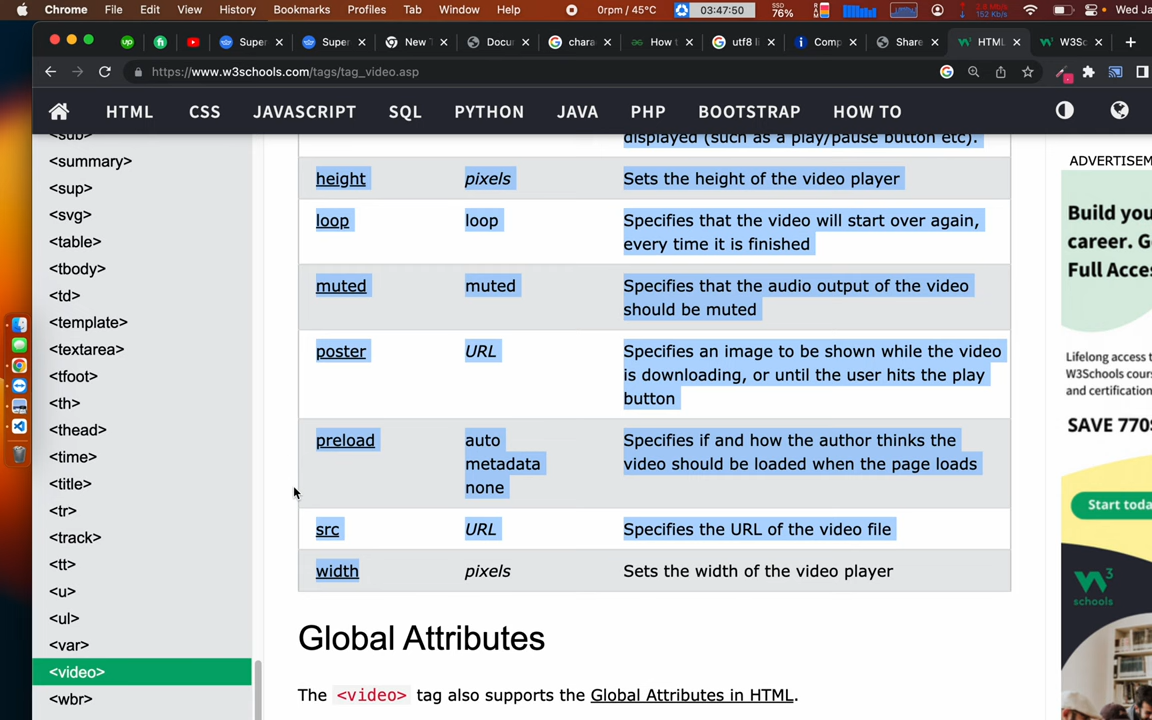 Chrome File Edit View History Bookmarks Profiles Tab Window Help 0rpm / 45°C 03:47:50 SSD 76% Wed Ja
Super Super New T Docu chara How t utf8 li Comp Share HTML W3Sc
https://www.w3schools.com/tags/tag_video.asp
HTML CSS JAVASCRIPT SQL PYTHON JAVA PHP BOOTSTRAP HOW TO
<sub>
<summary>
<sup>
<svg>
<table>
<tbody>
<td>
<template>
<textarea>
<tfoot>
<th>
<thead>
<time>
<title>
<tr>
<track>
<tt>
<u>
<ul>
<var>
<video>
<wbr>
displayed (such as a play/pause button etc).
height pixels Sets the height of the video player
loop loop Specifies that the video will start over again,
every time it is finished
muted muted Specifies that the audio output of the video
should be muted
poster URL Specifies an image to be shown while the video
is downloading, or until the user hits the play
button
preload auto Specifies if and how the author thinks the
metadata video should be loaded when the page loads
none
src URL Specifies the URL of the video file
width pixels Sets the width of the video player
Global Attributes
The <video> tag also supports the Global Attributes in HTML.
ADVERTISEM
Build you
career. G
Full Acces
Lifelong access t
W3Schools cours
and certification
SAVE 770$
Start toda
W3
schools